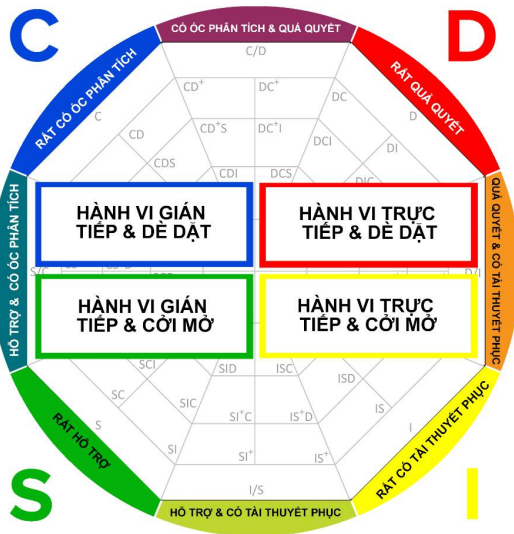 C
D
CÓ ÓC PHÂN TÍCH & QUẢ QUYẾT
RẤT CÓ ÓC PHÂN TÍCH
RẤT QUẢ QUYẾT
C/D
CD⁺
DC⁺
C
DC
D
CD
CD⁺S
DC⁺I
DCI
DI
CDS
CDI
DCS
DIC
HỖ TRỢ & CÓ ÓC PHÂN TÍCH
QUẢ QUYẾT & CÓ TÀI THUYẾT PHỤC
HÀNH VI GIÁN
TIẾP & DÈ DẶT
HÀNH VI TRỰC
TIẾP & DÈ DẶT
S/C
D/I
HÀNH VI GIÁN
TIẾP & CỞI MỞ
HÀNH VI TRỰC
TIẾP & CỞI MỞ
SCI
SID
ISC
ISD
SC
SIC
IS
S
SI⁺C
IS⁺D
I
SI
SI⁺
IS⁺
I/S
RẤT HỖ TRỢ
RẤT CÓ TÀI THUYẾT PHỤC
HỖ TRỢ & CÓ TÀI THUYẾT PHỤC
S
I